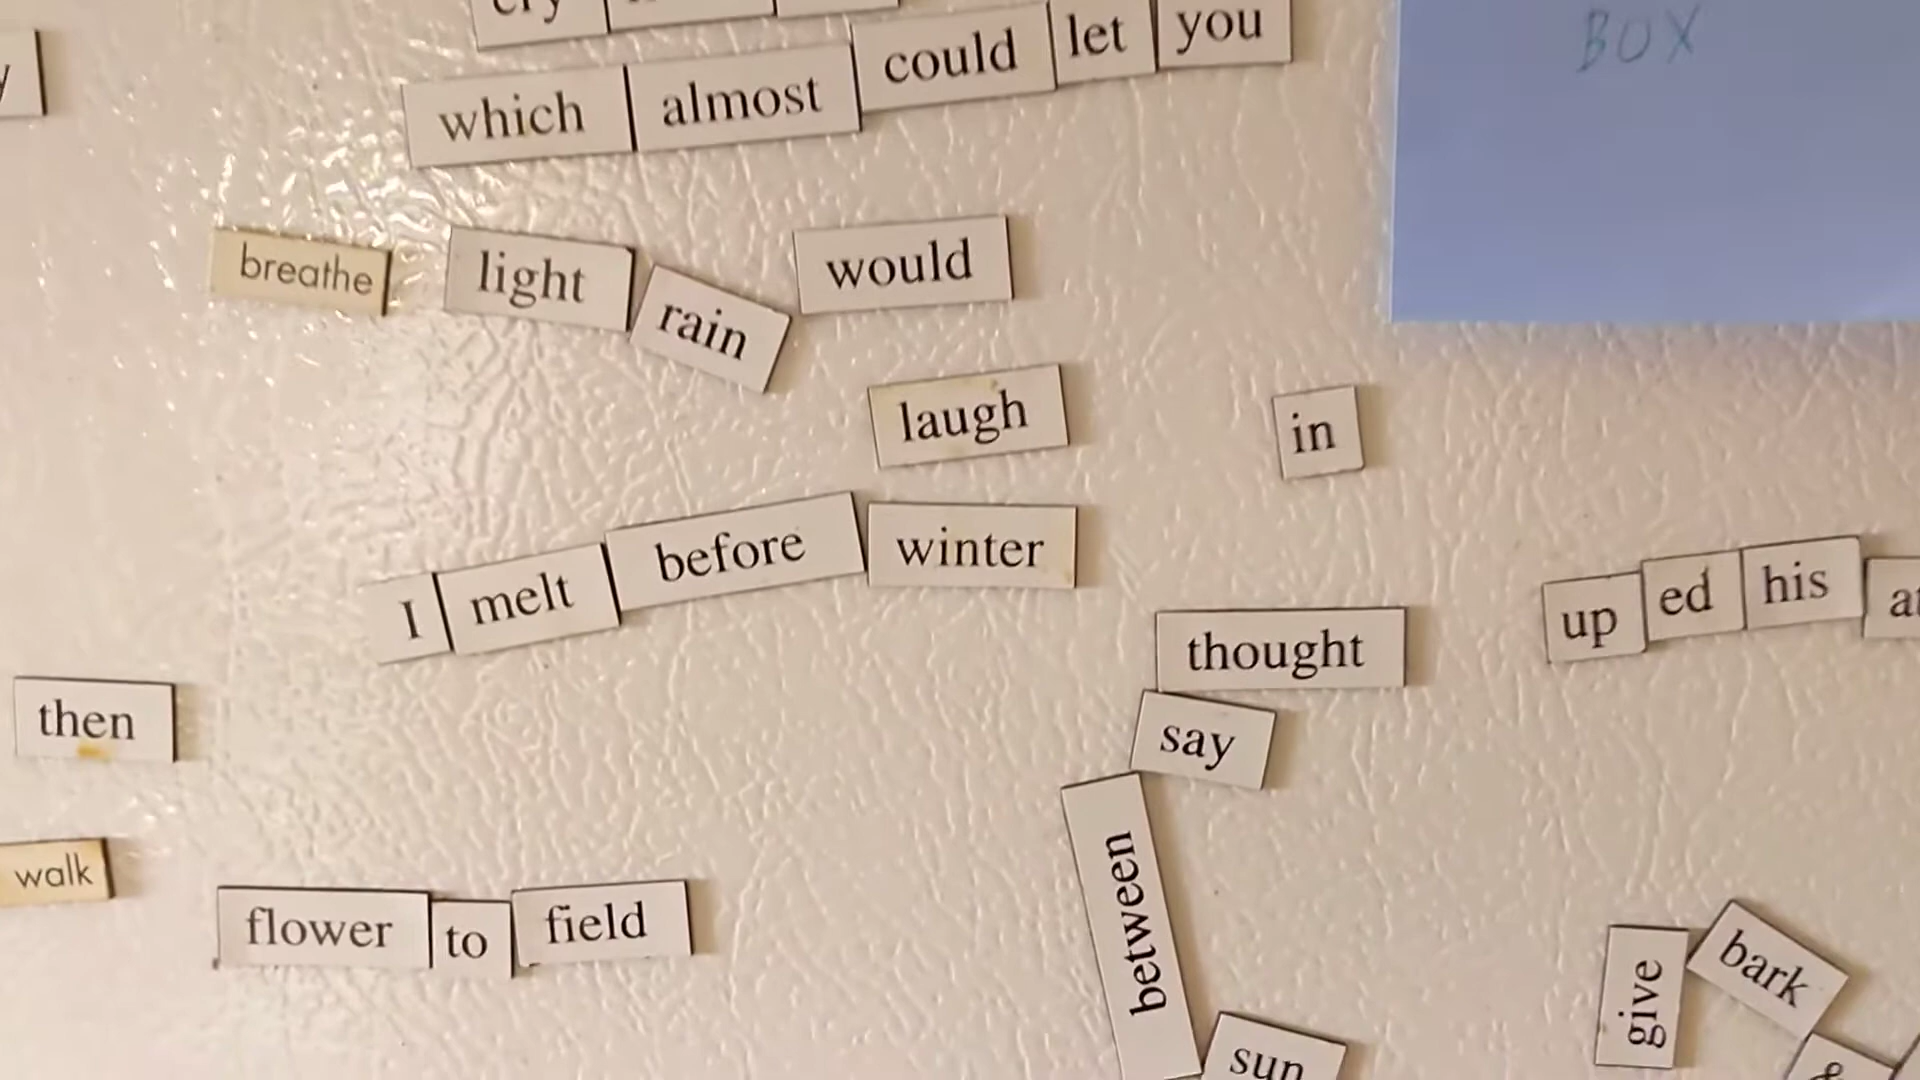 cry
which almost could let you
BOX
breathe light rain would
laugh
in
I melt before winter
up ed his
thought
then
say
walk
between
flower to field
give bark
sun
&